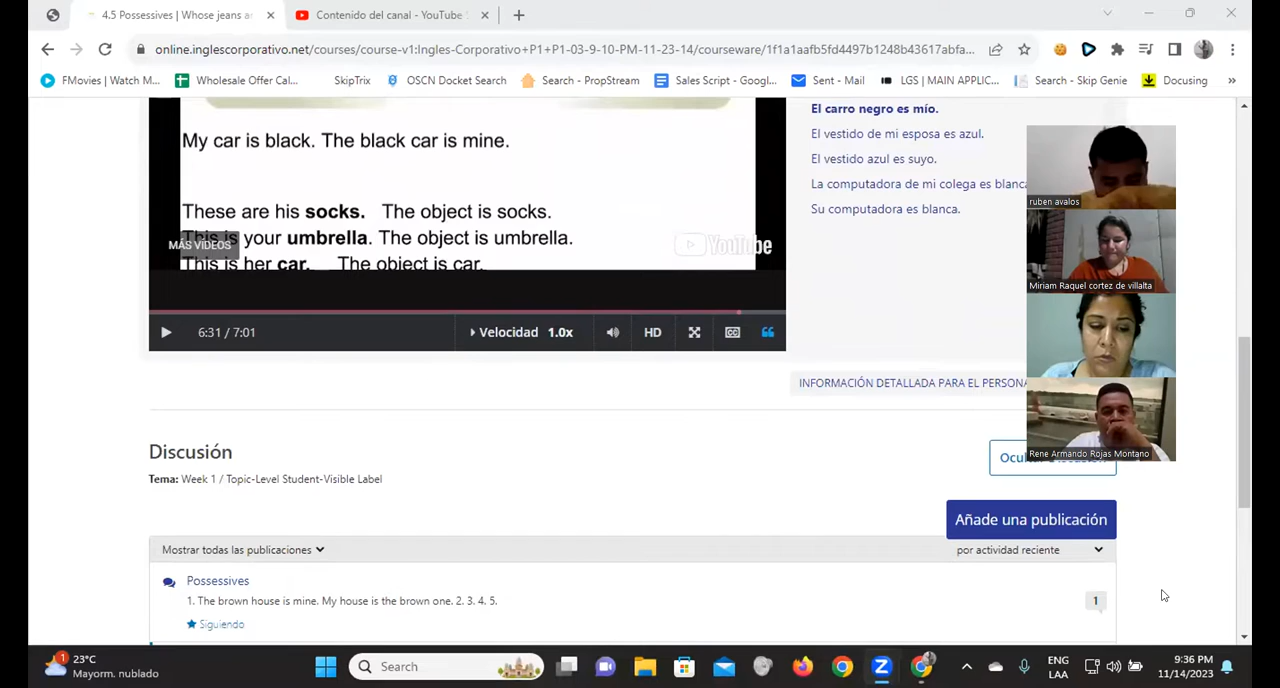 4.5 Possessives | Whose jeans ar
Contenido del canal - YouTube S
online.inglescorporativo.net/courses/course-v1:Ingles-Corporativo+P1+P1-03-9-10-PM-11-23-14/courseware/1f1a1aafb5fd4497b1248b43617abfa...
FMovies | Watch M...
Wholesale Offer Cal...
SkipTrix
OSCN Docket Search
Search - PropStream
Sales Script - Googl...
Sent - Mail
LGS | MAIN APPLIC...
Search - Skip Genie
Docusing
»
My car is black. The black car is mine.
These are his socks. The object is socks.
This is your umbrella. The object is umbrella.
This is her car. The object is car.
MÁS VÍDEOS
YouTube
6:31 / 7:01
Velocidad 1.0x
HD
CC
El carro negro es mío.
El vestido de mi esposa es azul.
El vestido azul es suyo.
La computadora de mi colega es blanca
Su computadora es blanca.
ruben avalos
Miriam Raquel cortez de villalta
Rene Armando Rojas Montano
INFORMACIÓN DETALLADA PARA EL PERSONA
Discusión
Tema: Week 1 / Topic-Level Student-Visible Label
Añade una publicación
Mostrar todas las publicaciones
por actividad reciente
Possessives
1. The brown house is mine. My house is the brown one. 2. 3. 4. 5.
1
Siguiendo
1
23°C
Mayorm. nublado
Search
ENG
LAA
9:36 PM
11/14/2023